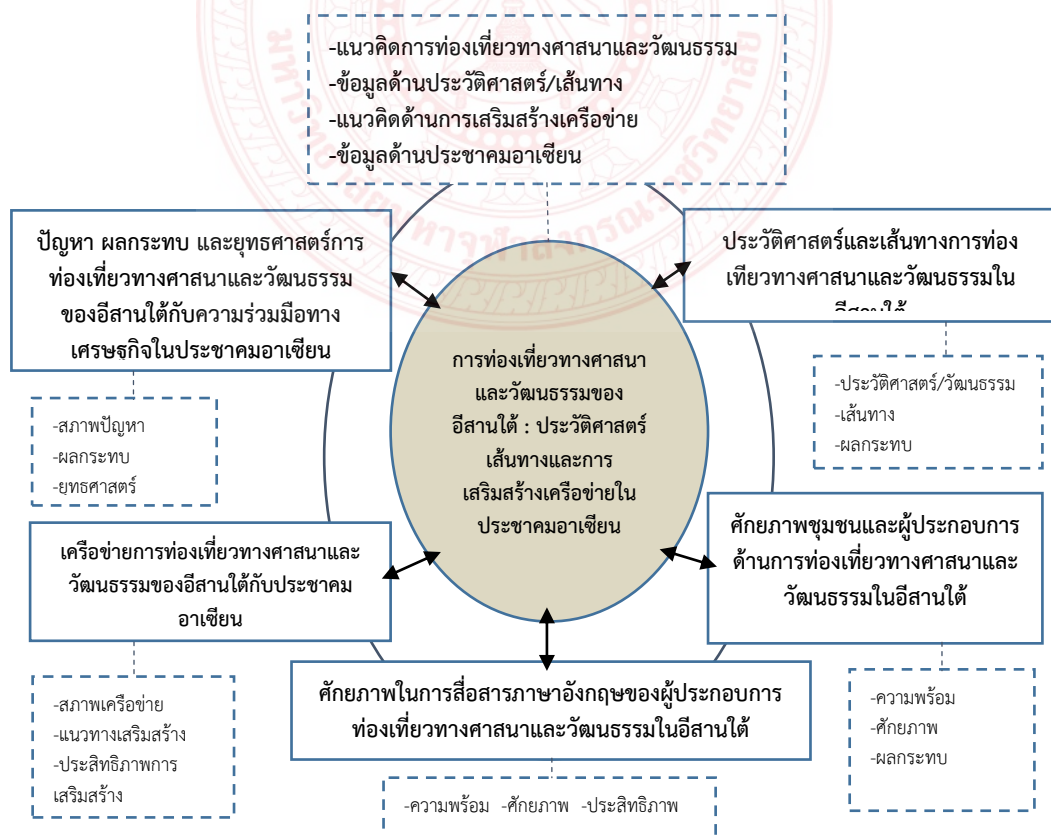 -แนวคิดการท่องเที่ยวทางศาสนาและวัฒนธรรม
-ข้อมูลด้านประวัติศาสตร์/เส้นทาง
-แนวคิดด้านการเสริมสร้างเครือข่าย
-ข้อมูลด้านประชาคมอาเซียน
ปัญหา ผลกระทบ และยุทธศาสตร์การ
ท่องเที่ยวทางศาสนาและวัฒนธรรม
ของอีสานใต้กับความร่วมมือทาง
เศรษฐกิจในประชาคมอาเซียน
ประวัติศาสตร์และเส้นทางการท่อง
เทียวทางศาสนาและวัฒนธรรมใน
อีสานใต้
การท่องเที่ยวทางศาสนา
และวัฒนธรรมของ
อีสานใต้ : ประวัติศาสตร์
เส้นทางและการ
เสริมสร้างเครือข่ายใน
ประชาคมอาเซียน
-สภาพปัญหา
-ผลกระทบ
-ยุทธศาสตร์
-ประวัติศาสตร์/วัฒนธรรม
-เส้นทาง
-ผลกระทบ
เครือข่ายการท่องเที่ยวทางศาสนาและ
วัฒนธรรมของอีสานใต้กับประชาคม
อาเซียน
ศักยภาพชุมชนและผู้ประกอบการ
ด้านการท่องเที่ยวทางศาสนาและ
วัฒนธรรมในอีสานใต้
-สภาพเครือข่าย
-แนวทางเสริมสร้าง
-ประสิทธิภาพการ
เสริมสร้าง
ศักยภาพในการสื่อสารภาษาอังกฤษของผู้ประกอบการ
ท่องเที่ยวทางศาสนาและวัฒนธรรมในอีสานใต้
-ความพร้อม
-ศักยภาพ
-ผลกระทบ
-ความพร้อม -ศักยภาพ -ประสิทธิภาพ